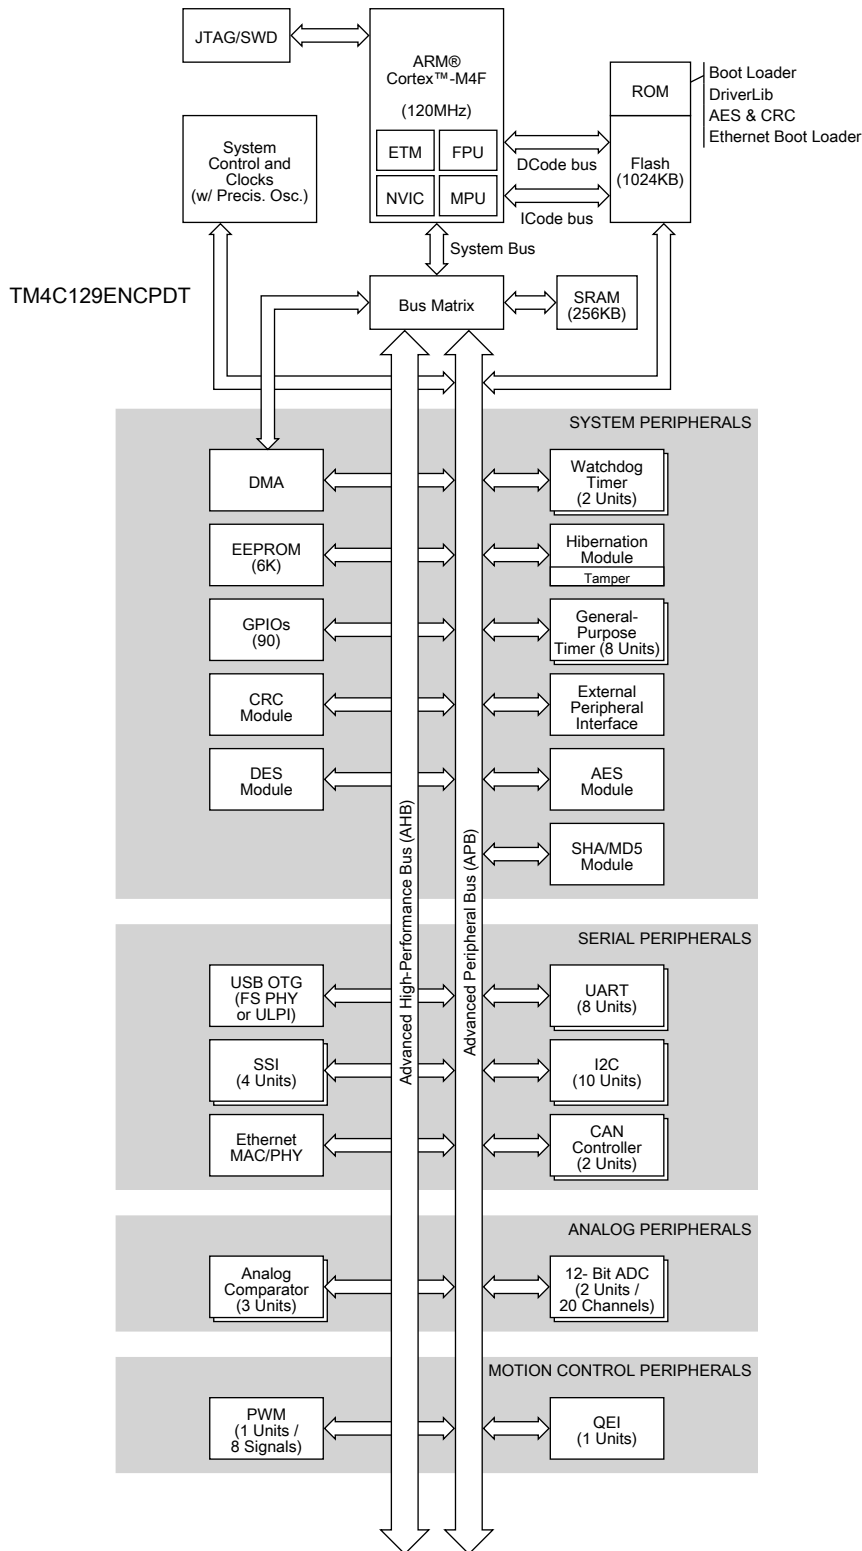 JTAG/SWD
ARM®
Cortex™-M4F
(120MHz)
ETM
FPU
NVIC
MPU
ROM
Flash
(1024KB)
Boot Loader
DriverLib
AES & CRC
Ethernet Boot Loader
DCode bus
ICode bus
System
Control and
Clocks
(w/ Precis. Osc.)
System Bus
TM4C129ENCPDT
Bus Matrix
SRAM
(256KB)
SYSTEM PERIPHERALS
DMA
Watchdog
Timer
(2 Units)
EEPROM
(6K)
Hibernation
Module
Tamper
GPIOs
(90)
General-
Purpose
Timer (8 Units)
CRC
Module
External
Peripheral
Interface
DES
Module
AES
Module
SHA/MD5
Module
Advanced High-Performance Bus (AHB)
Advanced Peripheral Bus (APB)
SERIAL PERIPHERALS
USB OTG
(FS PHY
or ULPI)
UART
(8 Units)
SSI
(4 Units)
I2C
(10 Units)
Ethernet
MAC/PHY
CAN
Controller
(2 Units)
ANALOG PERIPHERALS
Analog
Comparator
(3 Units)
12- Bit ADC
(2 Units /
20 Channels)
MOTION CONTROL PERIPHERALS
PWM
(1 Units /
8 Signals)
QEI
(1 Units)